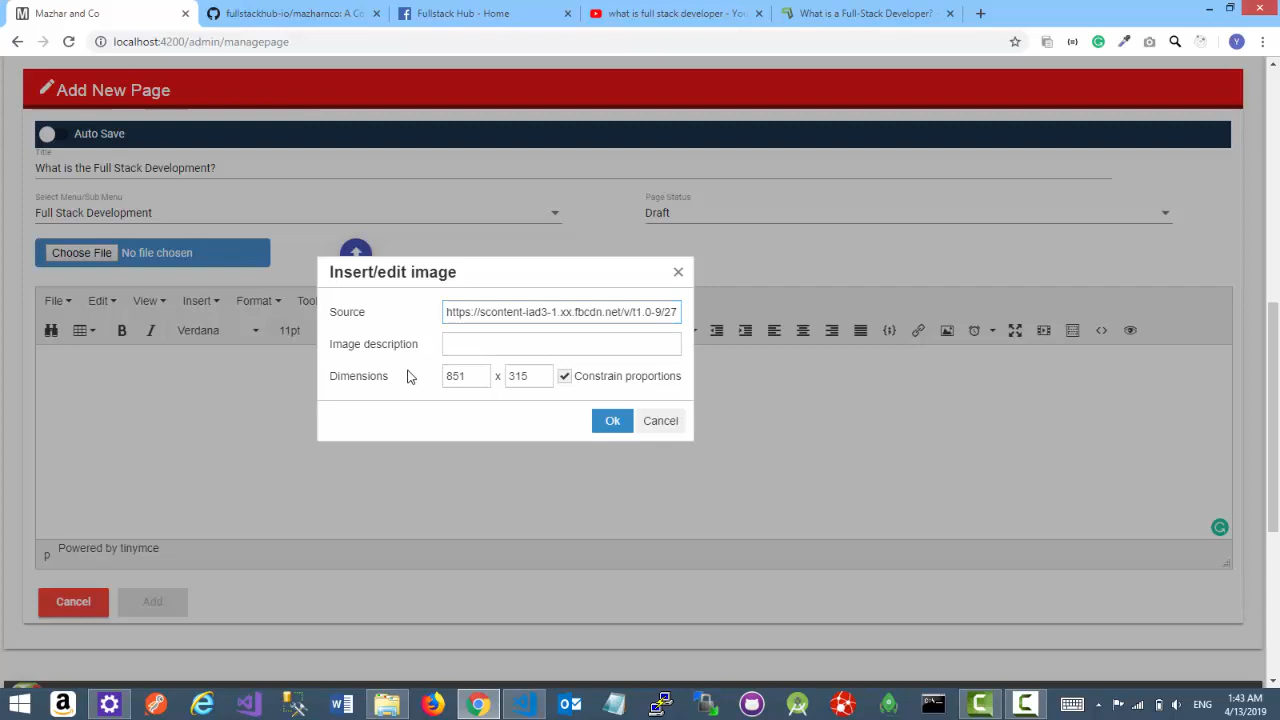 Mazhar and Co
fullstackhub-io/mazharnco: A Co
Fullstack Hub - Home
what is full stack developer - You
What is a Full-Stack Developer?
localhost:4200/admin/managepage
Y
Add New Page
Auto Save
Title
What is the Full Stack Development?
Select Menu/Sub Menu
Page Status
Full Stack Development
Draft
Choose File No file chosen
Insert/edit image
File Edit View Insert Format Tool
Source
https://scontent-iad3-1.xx.fbcdn.net/v/t1.0-9/27
B I Verdana 11pt
Image description
Dimensions
851 x 315
Constrain proportions
Ok
Cancel
Powered by tinymce
p
Cancel
Add
ENG
1:43 AM
4/13/2019